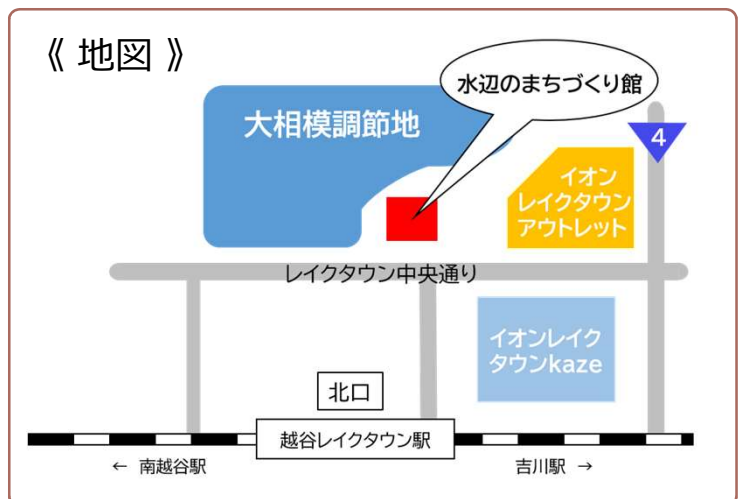 《 地図 》
水辺のまちづくり館
大相模調節地
4
イオン
レイクタウン
アウトレット
レイクタウン中央通り
イオンレイク
タウンkaze
北口
越谷レイクタウン駅
← 南越谷駅
吉川駅 →